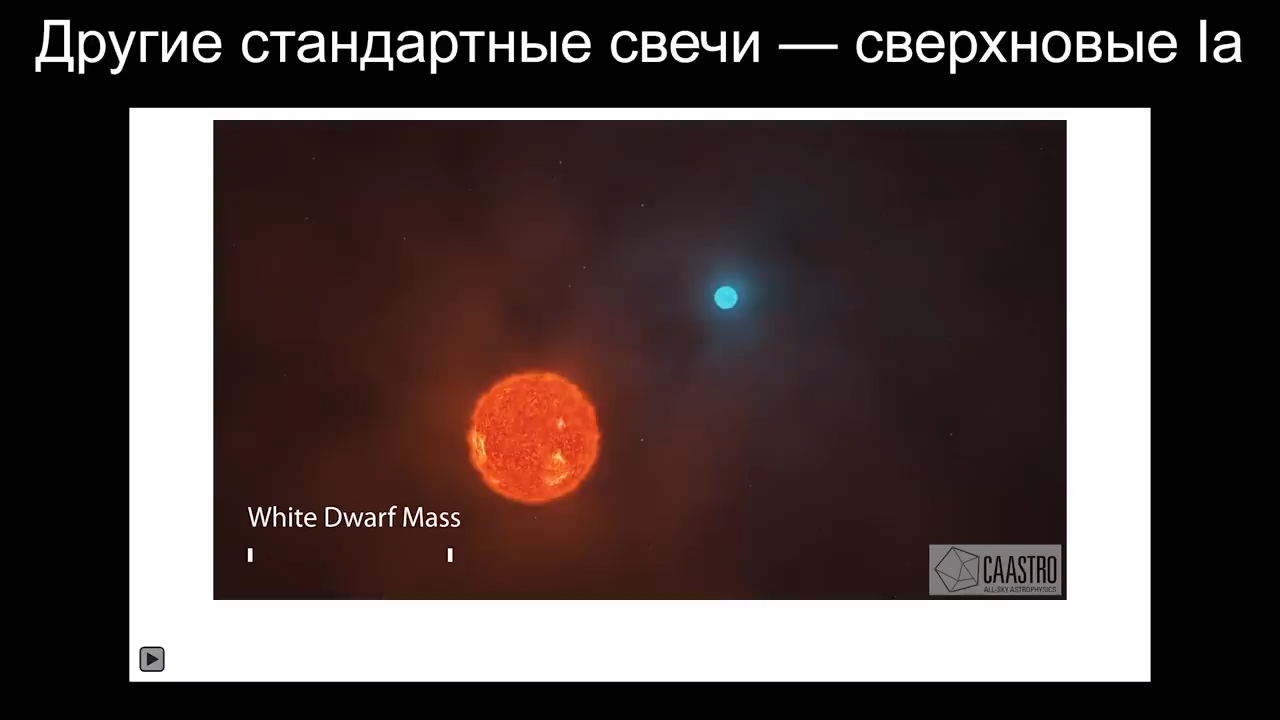 Другие стандартные свечи — сверхновые Ia
White Dwarf Mass
CAASTRO
ALL-SKY ASTROPHYSICS